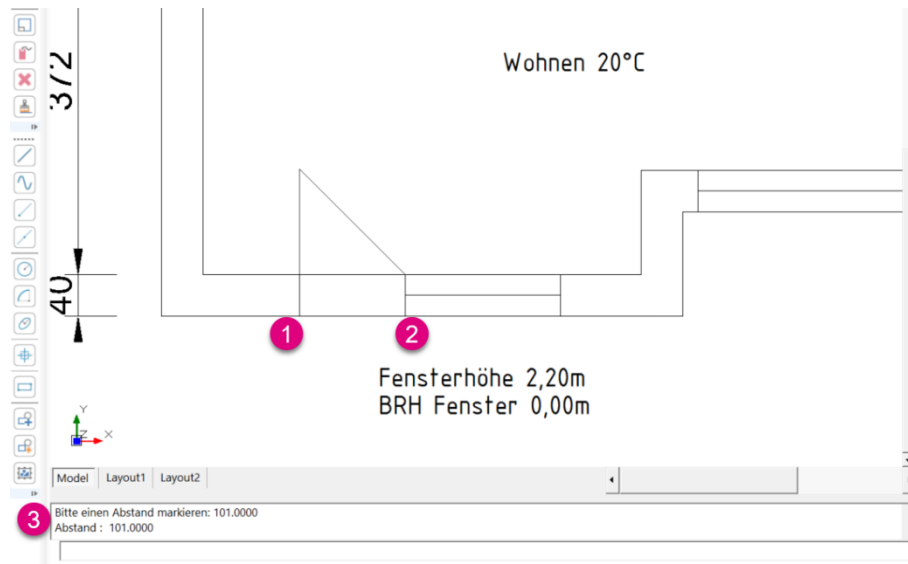 372
Wohnen 20°C
40
1
2
Fensterhöhe 2,20m
BRH Fenster 0,00m
Y
Z
X
Model Layout1 Layout2
3
Bitte einen Abstand markieren: 101.0000
Abstand : 101.0000